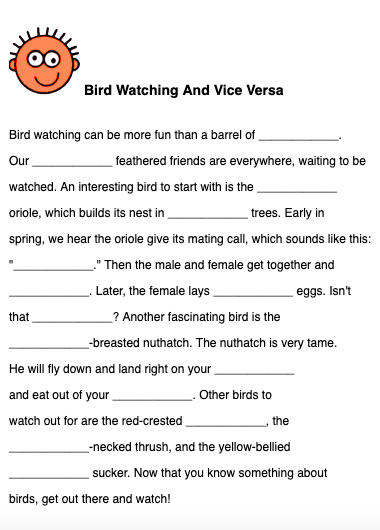 Bird Watching And Vice Versa
Bird watching can be more fun than a barrel of ____________.
Our ____________ feathered friends are everywhere, waiting to be
watched. An interesting bird to start with is the ____________
oriole, which builds its nest in ____________ trees. Early in
spring, we hear the oriole give its mating call, which sounds like this:
"____________." Then the male and female get together and
____________. Later, the female lays ____________ eggs. Isn't
that ____________? Another fascinating bird is the
____________-breasted nuthatch. The nuthatch is very tame.
He will fly down and land right on your ____________
and eat out of your ____________. Other birds to
watch out for are the red-crested ____________, the
____________-necked thrush, and the yellow-bellied
____________ sucker. Now that you know something about
birds, get out there and watch!